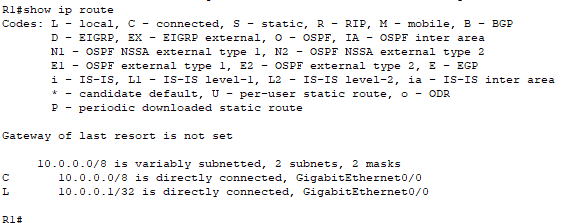 R1#show ip route
Codes: L - local, C - connected, S - static, R - RIP, M - mobile, B - BGP
       D - EIGRP, EX - EIGRP external, O - OSPF, IA - OSPF inter area
       N1 - OSPF NSSA external type 1, N2 - OSPF NSSA external type 2
       E1 - OSPF external type 1, E2 - OSPF external type 2, E - EGP
       i - IS-IS, L1 - IS-IS level-1, L2 - IS-IS level-2, ia - IS-IS inter area
       * - candidate default, U - per-user static route, o - ODR
       P - periodic downloaded static route
Gateway of last resort is not set
     10.0.0.0/8 is variably subnetted, 2 subnets, 2 masks
C       10.0.0.0/8 is directly connected, GigabitEthernet0/0
L       10.0.0.1/32 is directly connected, GigabitEthernet0/0
R1#